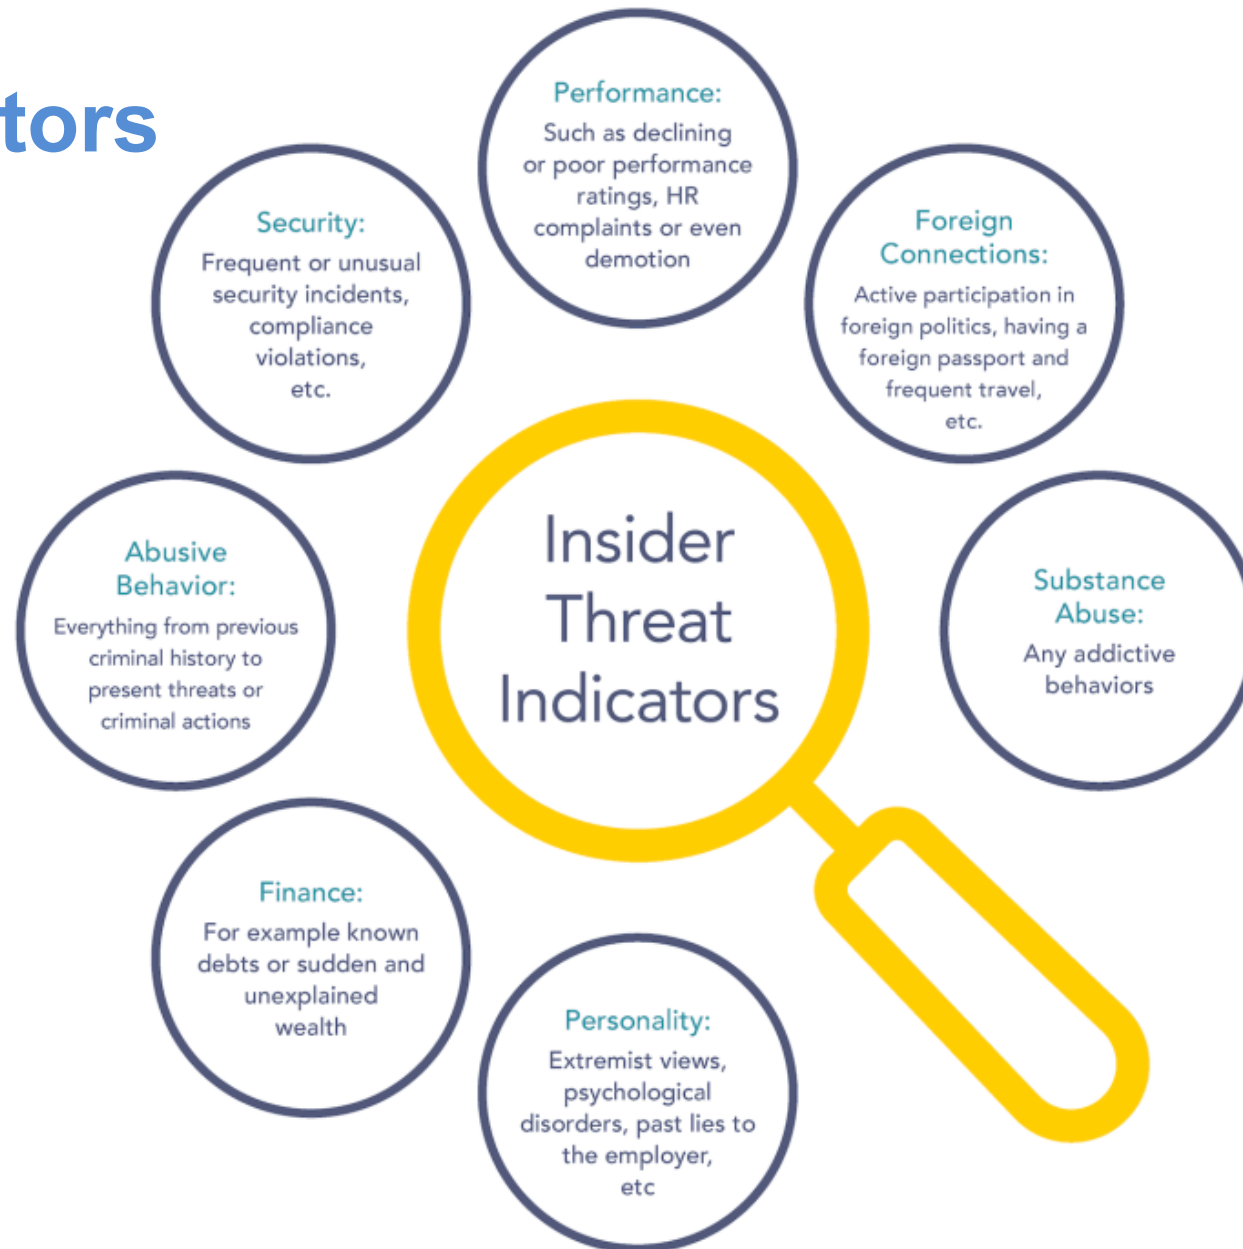 tors
Performance:
Such as declining
or poor performance
ratings, HR
complaints or even
demotion
Security:
Frequent or unusual
security incidents,
compliance
violations,
etc.
Foreign
Connections:
Active participation in
foreign politics, having a
foreign passport and
frequent travel,
etc.
Insider
Threat
Indicators
Abusive
Behavior:
Everything from previous
criminal history to
present threats or
criminal actions
Substance
Abuse:
Any addictive
behaviors
Finance:
For example known
debts or sudden and
unexplained
wealth
Personality:
Extremist views,
psychological
disorders, past lies to
the employer,
etc